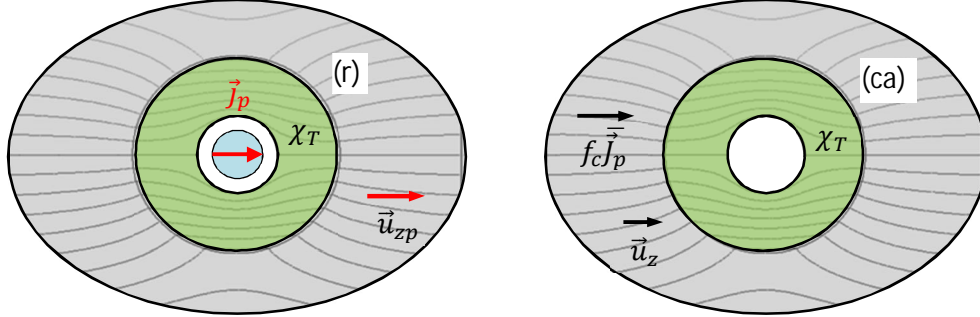 (r)
J⃗p
χT
u⃗zp
(ca)
fcJ̅⃗p
χT
u⃗z